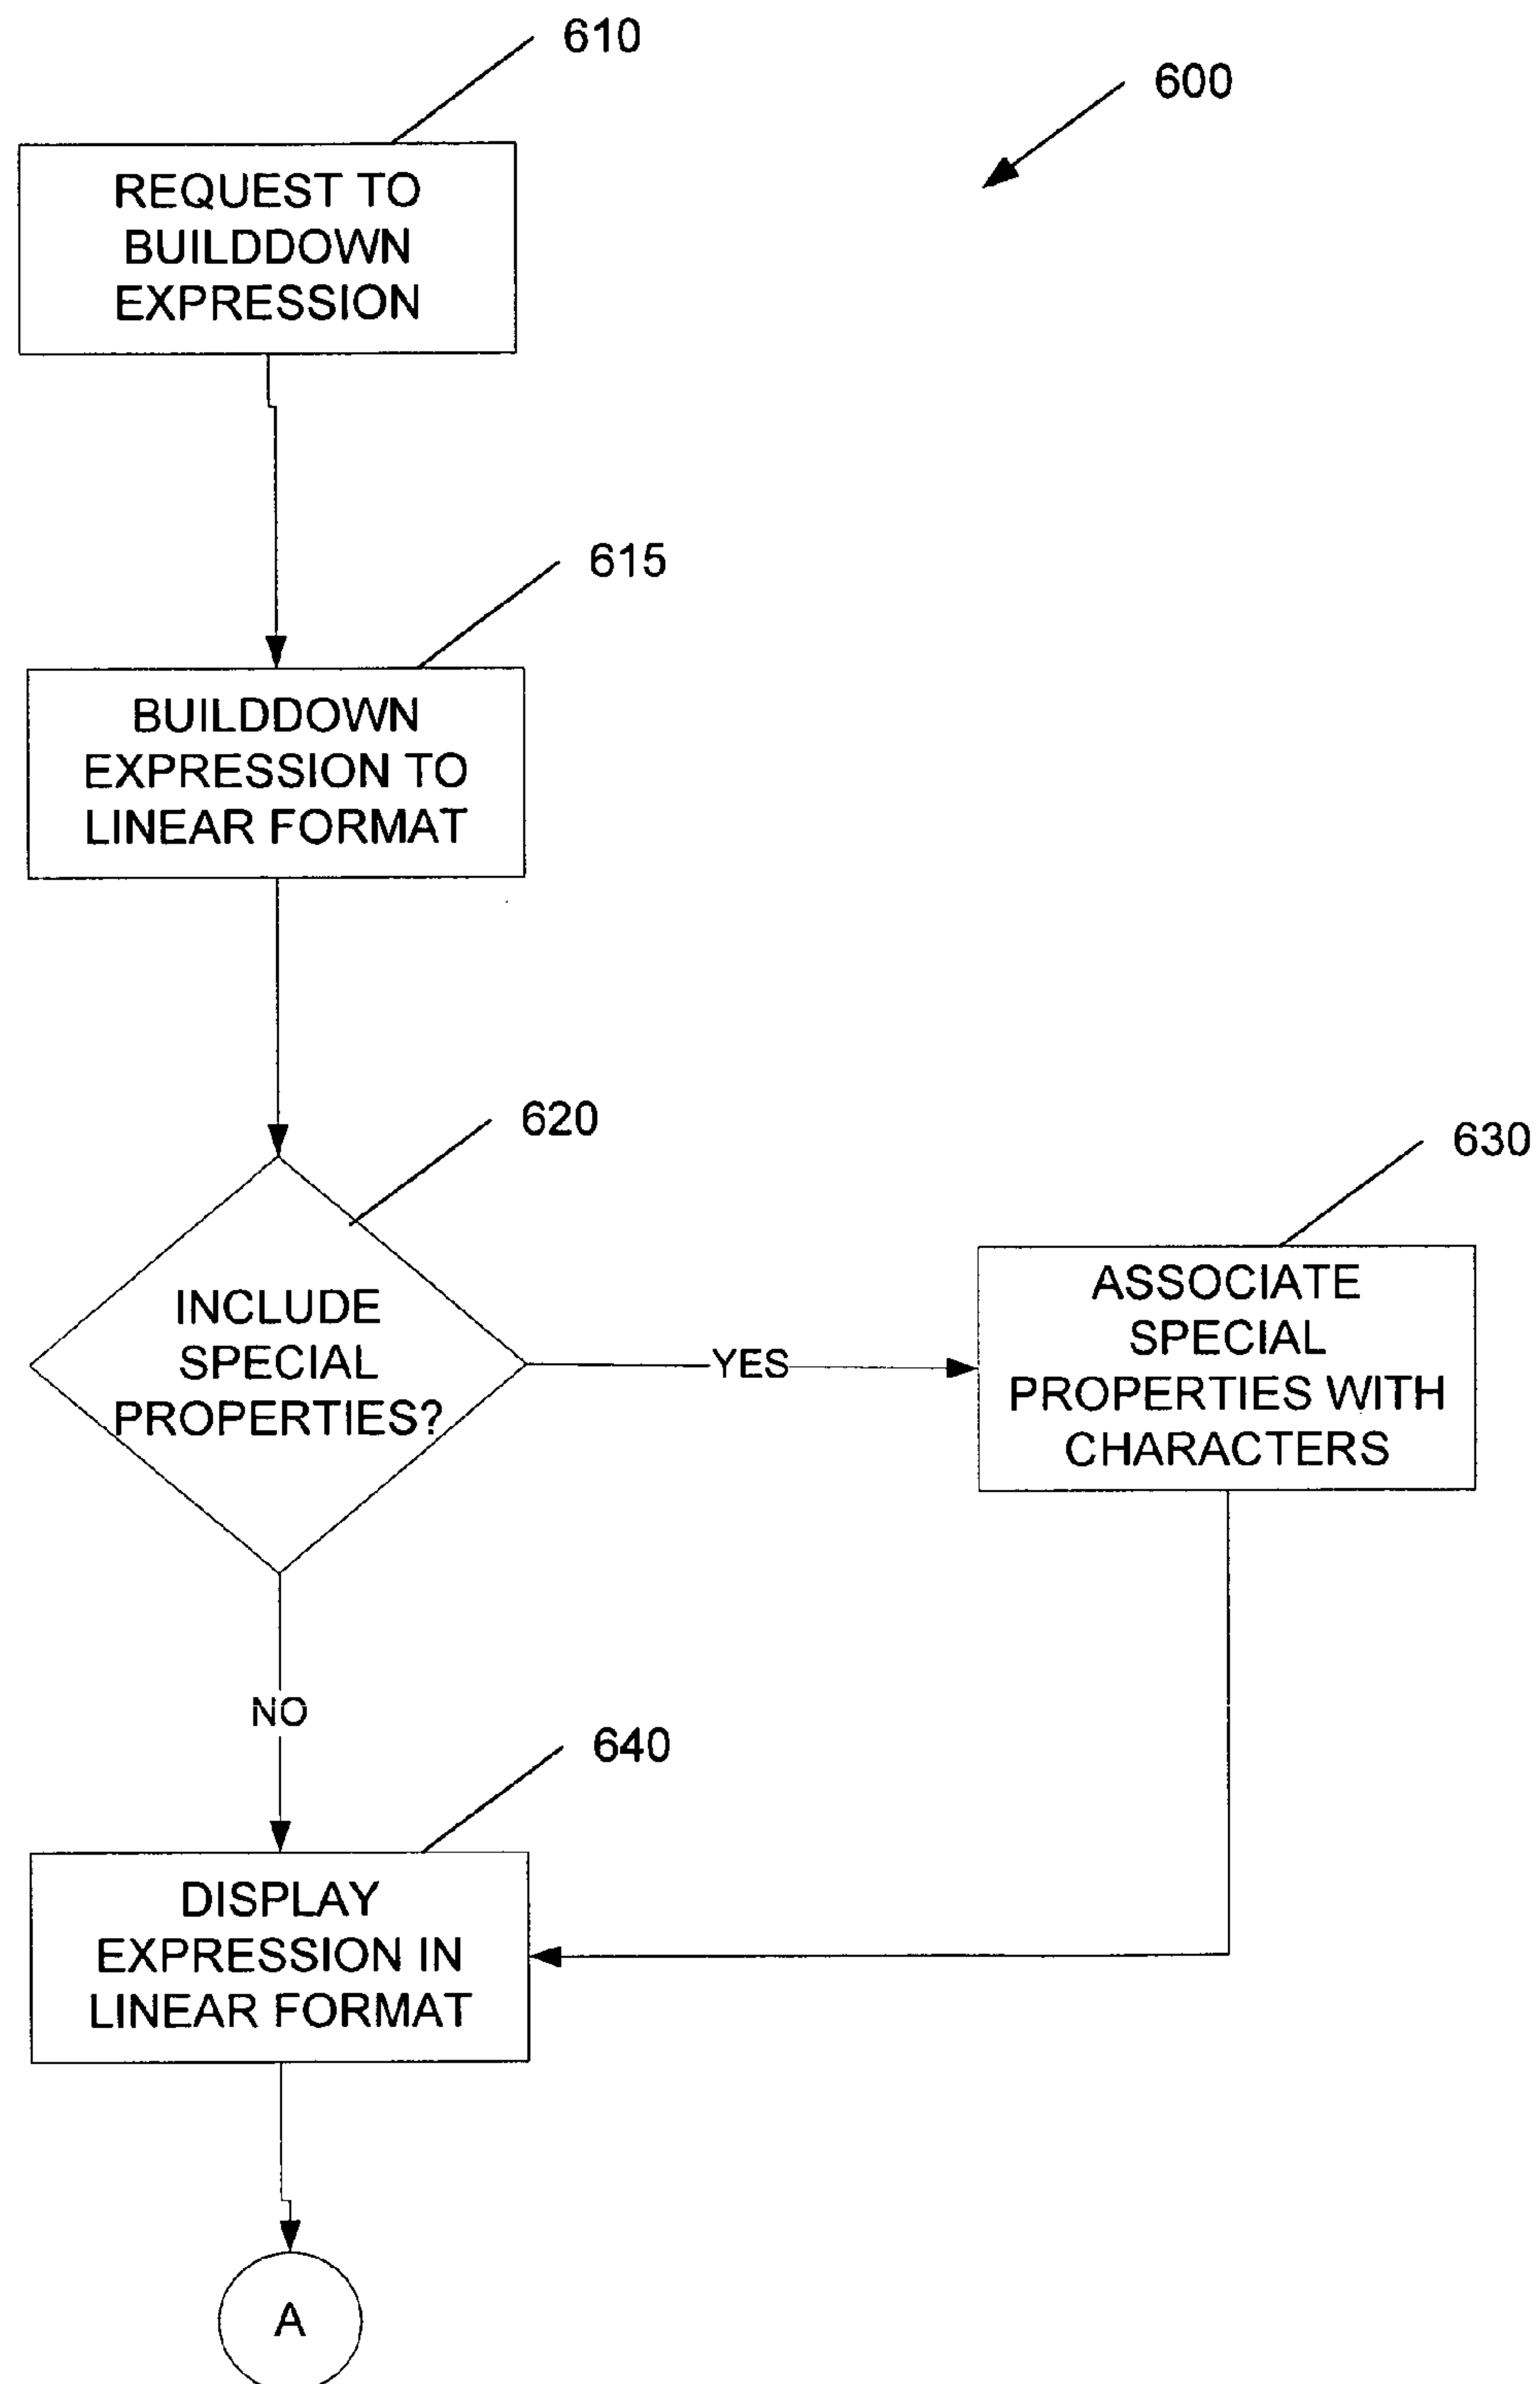 610
600
REQUEST TO
BUILDDOWN
EXPRESSION
615
BUILDDOWN
EXPRESSION TO
LINEAR FORMAT
620
630
INCLUDE
SPECIAL
PROPERTIES?
YES
ASSOCIATE
SPECIAL
PROPERTIES WITH
CHARACTERS
NO
640
DISPLAY
EXPRESSION IN
LINEAR FORMAT
A